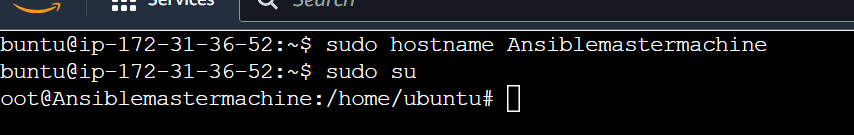 Services
Search
buntu@ip-172-31-36-52:~$ sudo hostname Ansiblemastermachine
buntu@ip-172-31-36-52:~$ sudo su
oot@Ansiblemastermachine:/home/ubuntu#